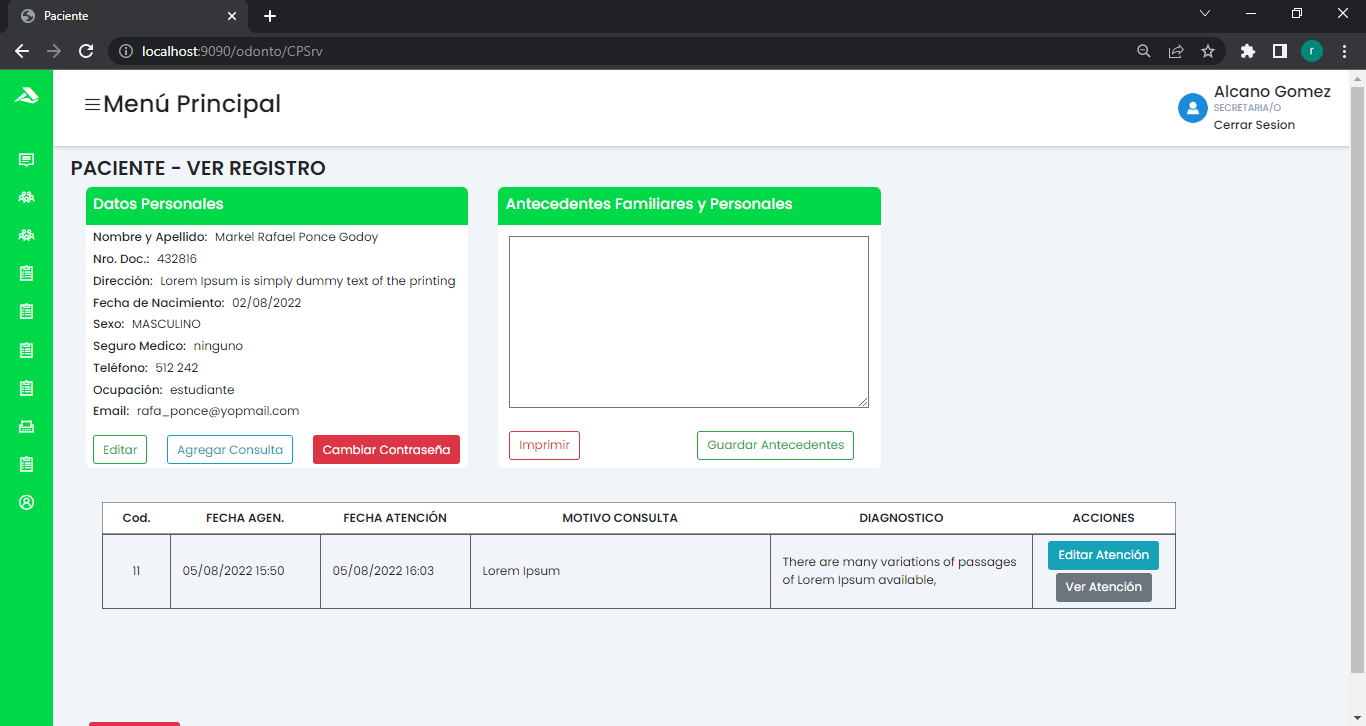 Paciente
localhost:9090/odonto/CPSrv
r
Menú Principal
Alcano Gomez
SECRETARIA/O
Cerrar Sesion
PACIENTE - VER REGISTRO
Datos Personales
Nombre y Apellido: Markel Rafael Ponce Godoy
Nro. Doc.: 432816
Dirección: Lorem Ipsum is simply dummy text of the printing
Fecha de Nacimiento: 02/08/2022
Sexo: MASCULINO
Seguro Medico: ninguno
Teléfono: 512 242
Ocupación: estudiante
Email: rafa_ponce@yopmail.com
Editar Agregar Consulta Cambiar Contraseña
Antecedentes Familiares y Personales
Imprimir Guardar Antecedentes
Cod. FECHA AGEN. FECHA ATENCIÓN MOTIVO CONSULTA DIAGNOSTICO ACCIONES
11 05/08/2022 15:50 05/08/2022 16:03 Lorem Ipsum
There are many variations of passages
of Lorem Ipsum available,
Editar Atención
Ver Atención